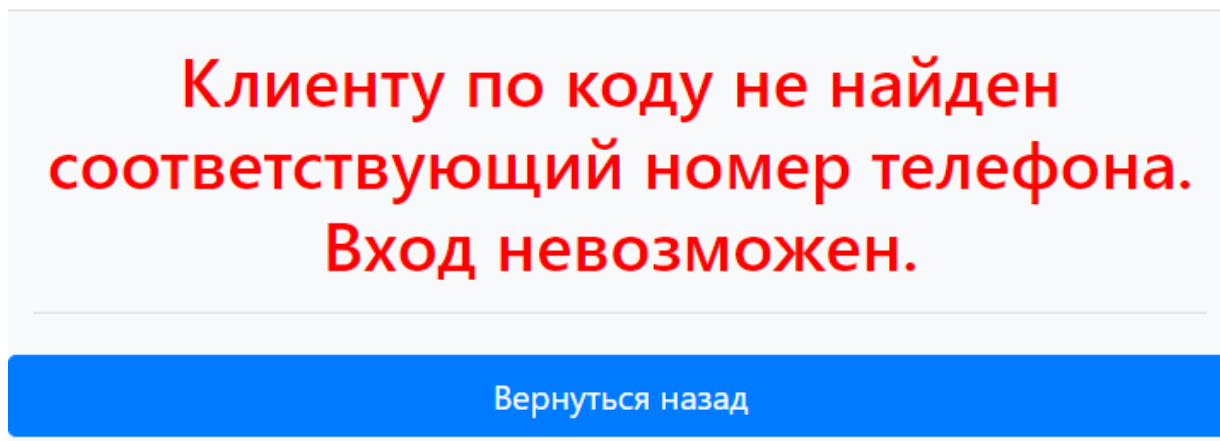 Клиенту по коду не найден
соответствующий номер телефона.
Вход невозможен.
Вернуться назад